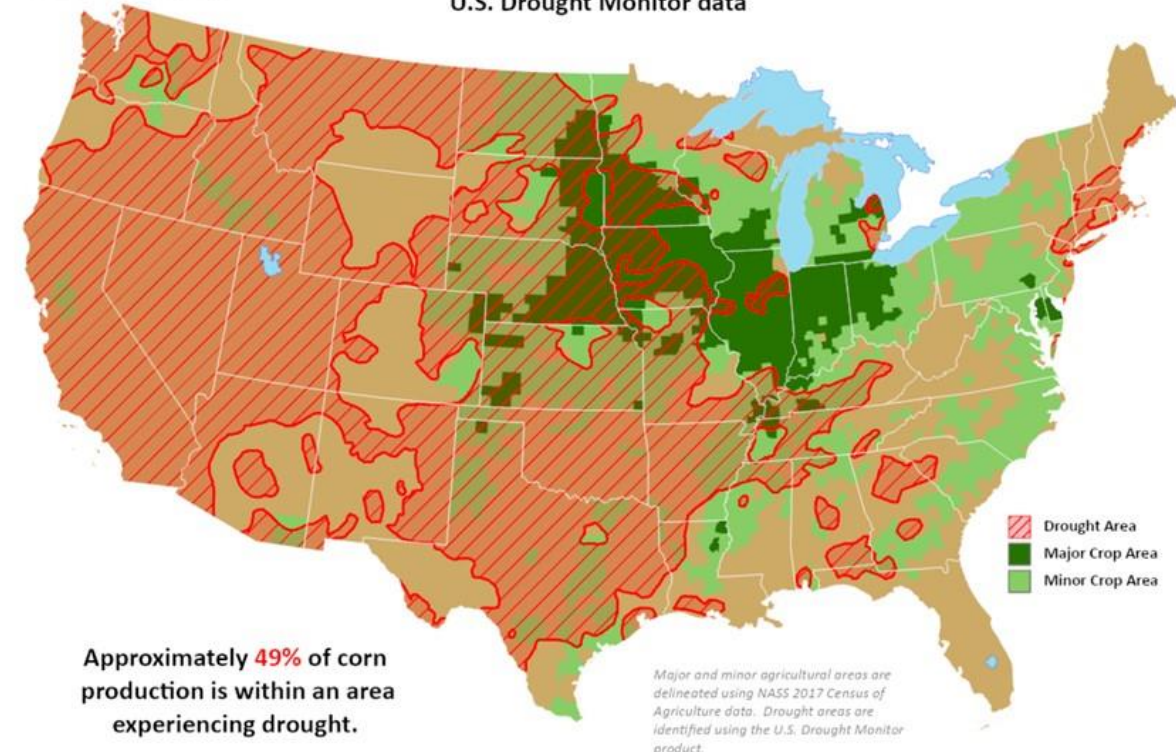 U.S. Drought Monitor data
Drought Area
Major Crop Area
Minor Crop Area
Approximately 49% of corn
production is within an area
experiencing drought.
Major and minor agricultural areas are
delineated using NASS 2017 Census of
Agriculture data. Drought areas are
identified using the U.S. Drought Monitor
product.